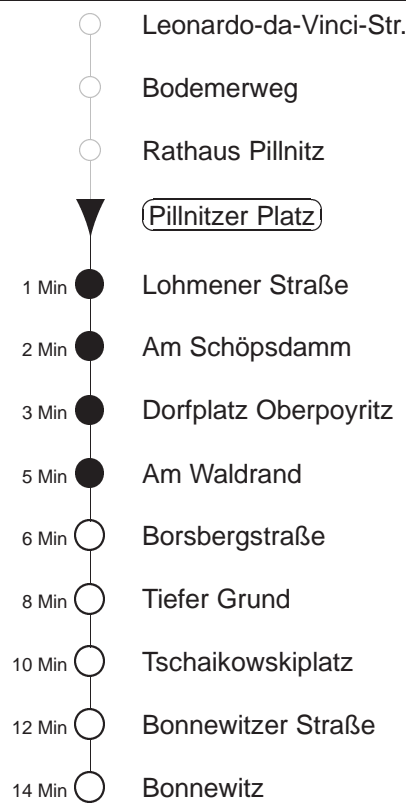 Leonardo-da-Vinci-Str.
Bodemerweg
Rathaus Pillnitz
Pillnitzer Platz
1 Min Lohmener Straße
2 Min Am Schöpsdamm
3 Min Dorfplatz Oberpoyritz
5 Min Am Waldrand
6 Min Borsbergstraße
8 Min Tiefer Grund
10 Min Tschaikowskiplatz
12 Min Bonnewitzer Straße
14 Min Bonnewitz